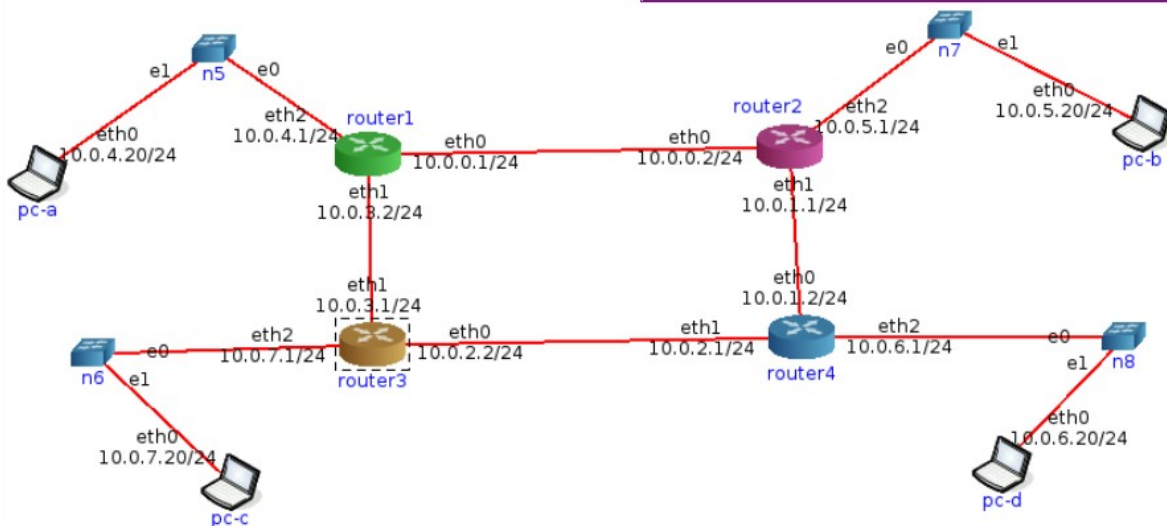 n5
e1
e0
eth2
10.0.4.1/24
router1
eth0
10.0.4.20/24
pc-a
eth0
10.0.0.1/24
eth0
10.0.0.2/24
router2
eth2
10.0.5.1/24
e0
n7
e1
eth0
10.0.5.20/24
pc-b
eth1
10.0.3.2/24
eth1
10.0.1.1/24
eth1
10.0.3.1/24
eth0
10.0.1.2/24
n6
e0
e1
eth2
10.0.7.1/24
router3
eth0
10.0.2.2/24
eth1
10.0.2.1/24
router4
eth2
10.0.6.1/24
e0
n8
e1
eth0
10.0.7.20/24
pc-c
eth0
10.0.6.20/24
pc-d